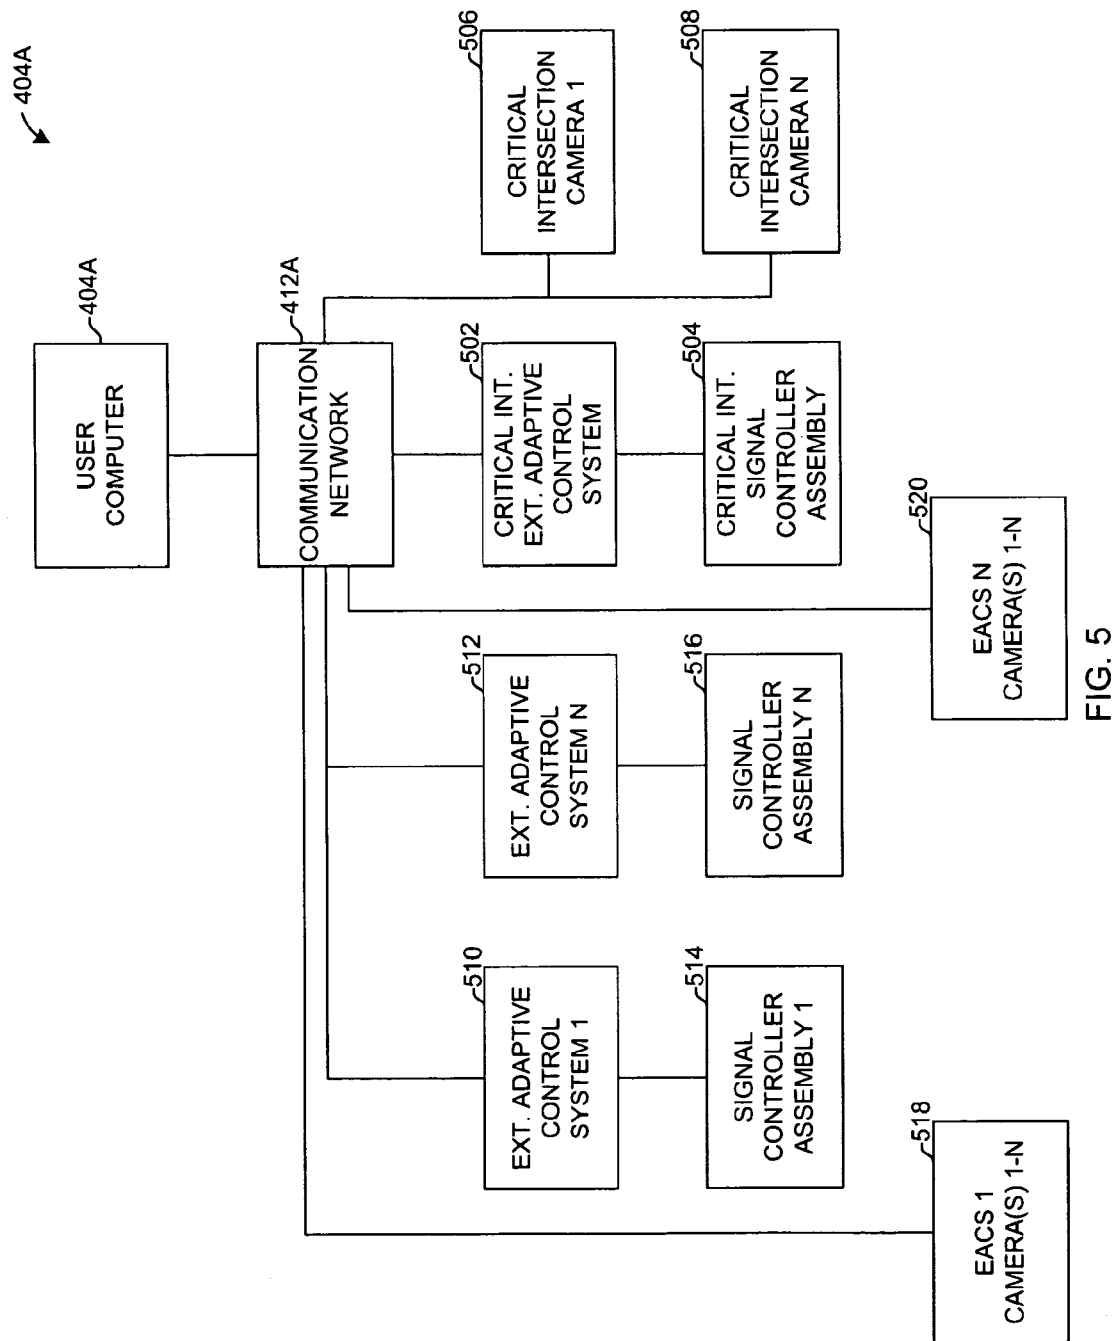 404A
USER
COMPUTER
404A
COMMUNICATION
NETWORK
412A
CRITICAL INT.
EXT. ADAPTIVE
CONTROL
SYSTEM
502
CRITICAL INT.
SIGNAL
CONTROLLER
ASSEMBLY
504
CRITICAL
INTERSECTION
CAMERA 1
506
CRITICAL
INTERSECTION
CAMERA N
508
EXT. ADAPTIVE
CONTROL
SYSTEM 1
510
EXT. ADAPTIVE
CONTROL
SYSTEM N
512
SIGNAL
CONTROLLER
ASSEMBLY 1
514
SIGNAL
CONTROLLER
ASSEMBLY N
516
EACS 1
CAMERA(S) 1-N
518
EACS N
CAMERA(S) 1-N
520
FIG. 5